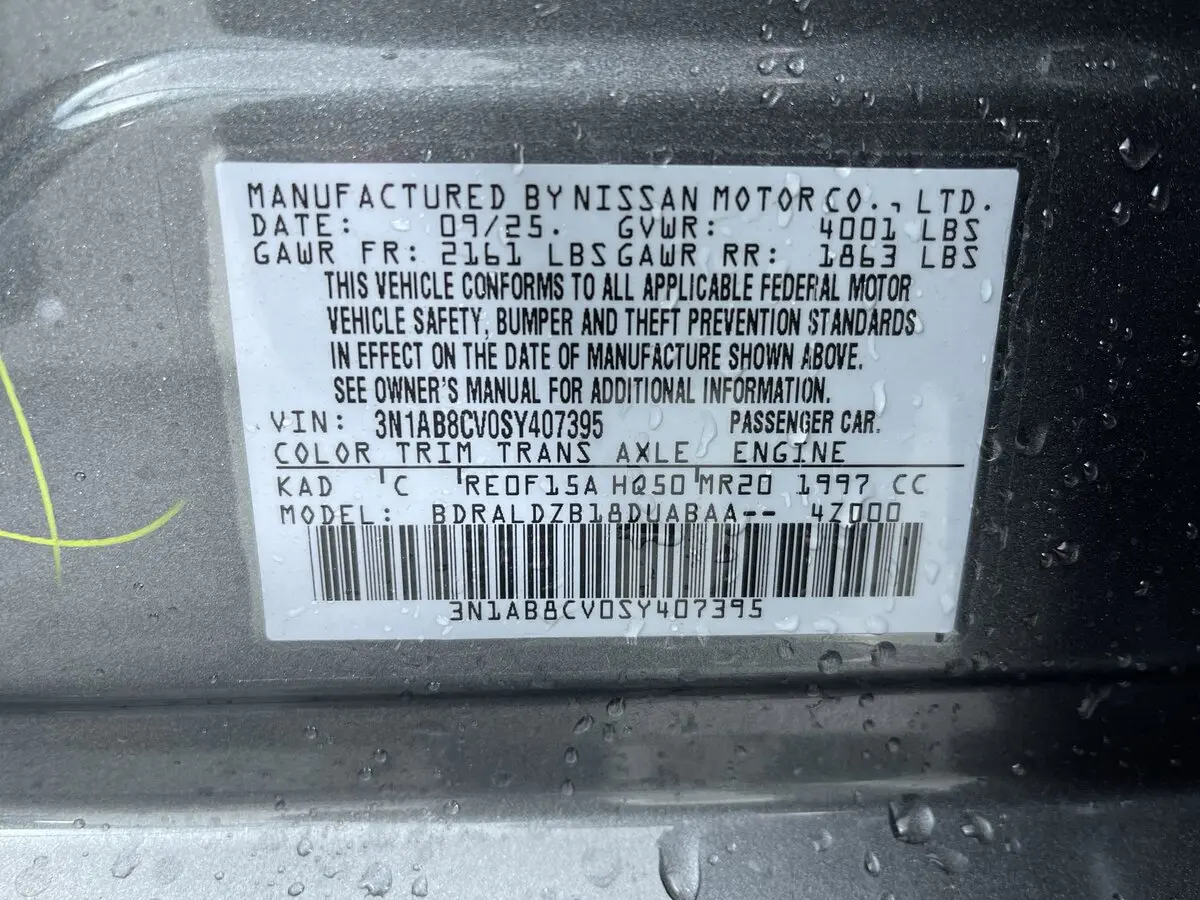 MANUFACTURED BY NISSAN MOTOR CO., LTD.
DATE: 09/25. GVWR: 4001 LBS
GAWR FR: 2161 LBS GAWR RR: 1863 LBS
THIS VEHICLE CONFORMS TO ALL APPLICABLE FEDERAL MOTOR
VEHICLE SAFETY, BUMPER AND THEFT PREVENTION STANDARDS
IN EFFECT ON THE DATE OF MANUFACTURE SHOWN ABOVE.
SEE OWNER'S MANUAL FOR ADDITIONAL INFORMATION.
VIN: 3N1AB8CV0SY407395 PASSENGER CAR.
COLOR TRIM TRANS AXLE ENGINE
KAD C RE0F15A HQ50 MR20 1997 CC
MODEL: BDRALDZB18DUABAA-- 4Z000
3N1AB8CV0SY407395